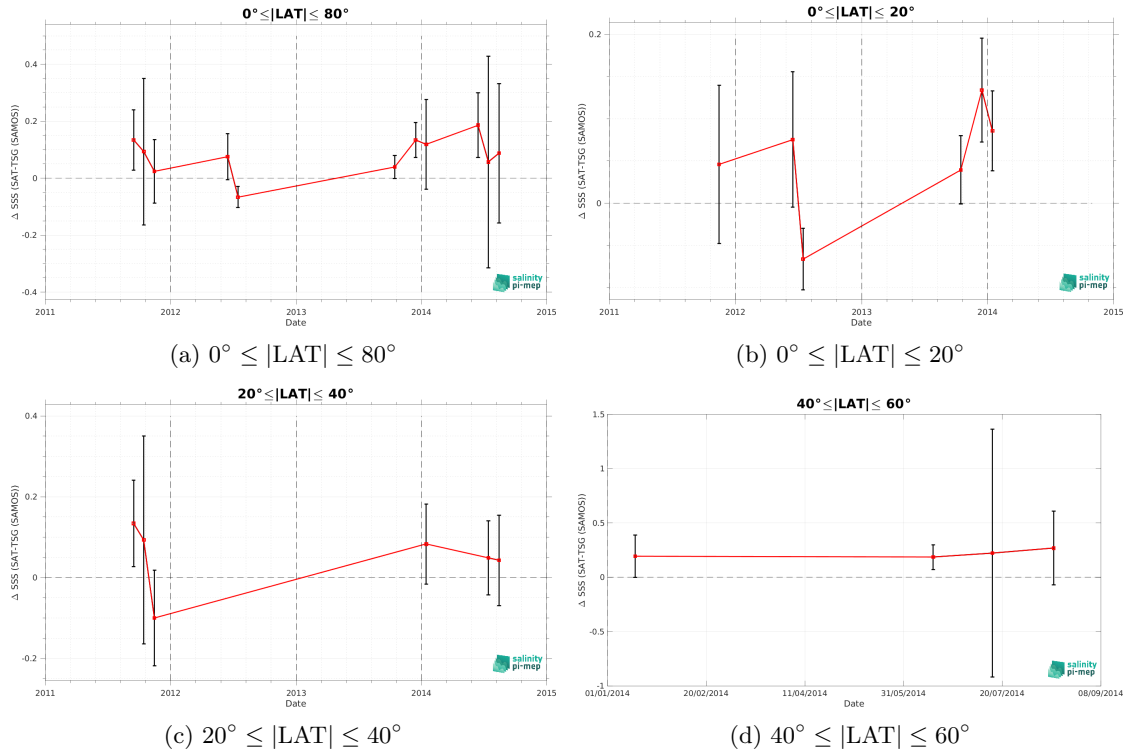 0°≤|LAT|≤ 80°
0.4
0.2
0
-0.2
-0.4
Δ SSS (SAT-TSG (SAMOS))
2011
2012
2013
2014
2015
Date
salinity
pi-mep
(a) 0° ≤ |LAT| ≤ 80°
0°≤|LAT|≤ 20°
0.2
0
Δ SSS (SAT-TSG (SAMOS))
2011
2012
2013
2014
2015
Date
salinity
pi-mep
(b) 0° ≤ |LAT| ≤ 20°
20°≤|LAT|≤ 40°
0.4
0.2
0
-0.2
Δ SSS (SAT-TSG (SAMOS))
2011
2012
2013
2014
2015
Date
salinity
pi-mep
(c) 20° ≤ |LAT| ≤ 40°
40°≤|LAT|≤ 60°
1.5
1
0.5
0
-0.5
-1
Δ SSS (SAT-TSG (SAMOS))
01/01/2014
20/02/2014
11/04/2014
31/05/2014
20/07/2014
08/09/2014
Date
salinity
pi-mep
(d) 40° ≤ |LAT| ≤ 60°